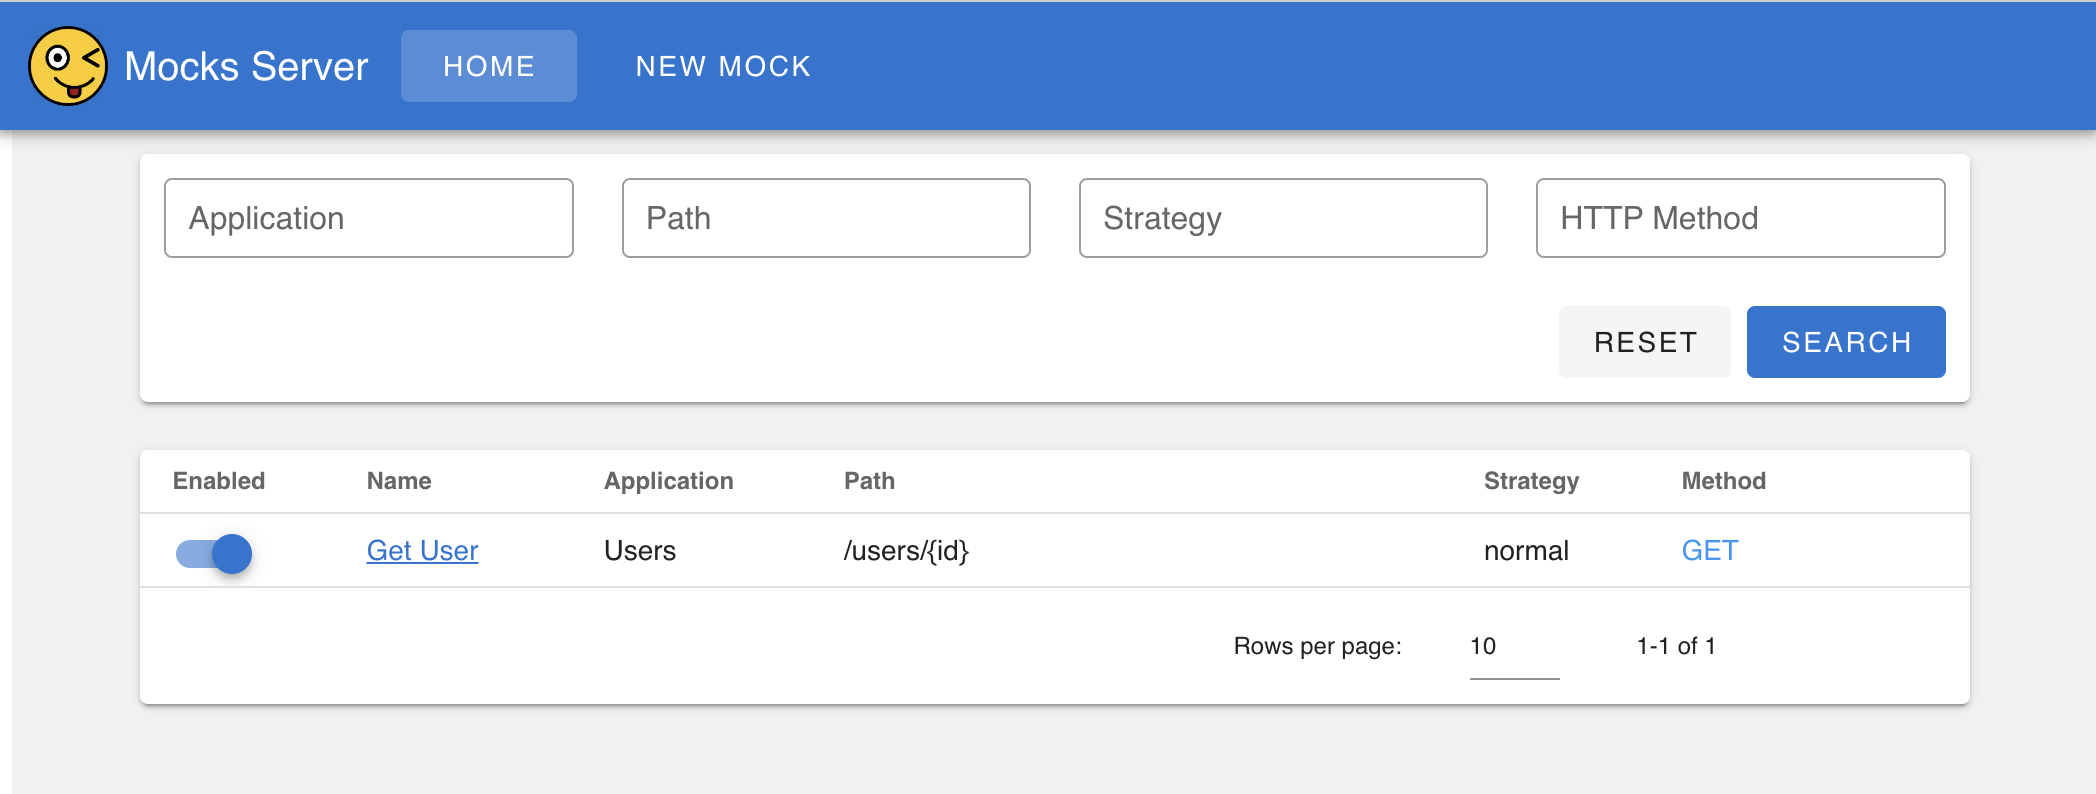 Mocks Server HOME NEW MOCK
Application Path Strategy HTTP Method
RESET SEARCH
Enabled Name Application Path Strategy Method
Get User Users /users/{id} normal GET
Rows per page: 10 1-1 of 1